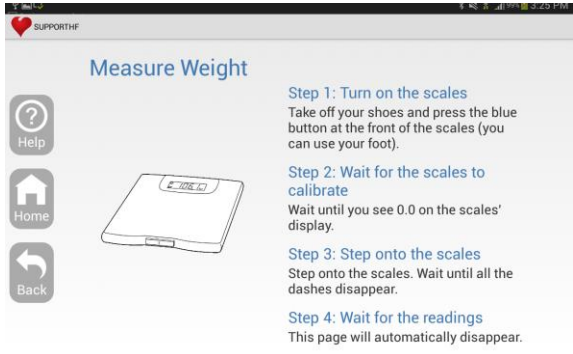 99% 3:25 PM
SUPPORTHF
Measure Weight
Help
Home
Back
Step 1: Turn on the scales
Take off your shoes and press the blue
button at the front of the scales (you
can use your foot).
Step 2: Wait for the scales to
calibrate
Wait until you see 0.0 on the scales'
display.
Step 3: Step onto the scales
Step onto the scales. Wait until all the
dashes disappear.
Step 4: Wait for the readings
This page will automatically disappear.